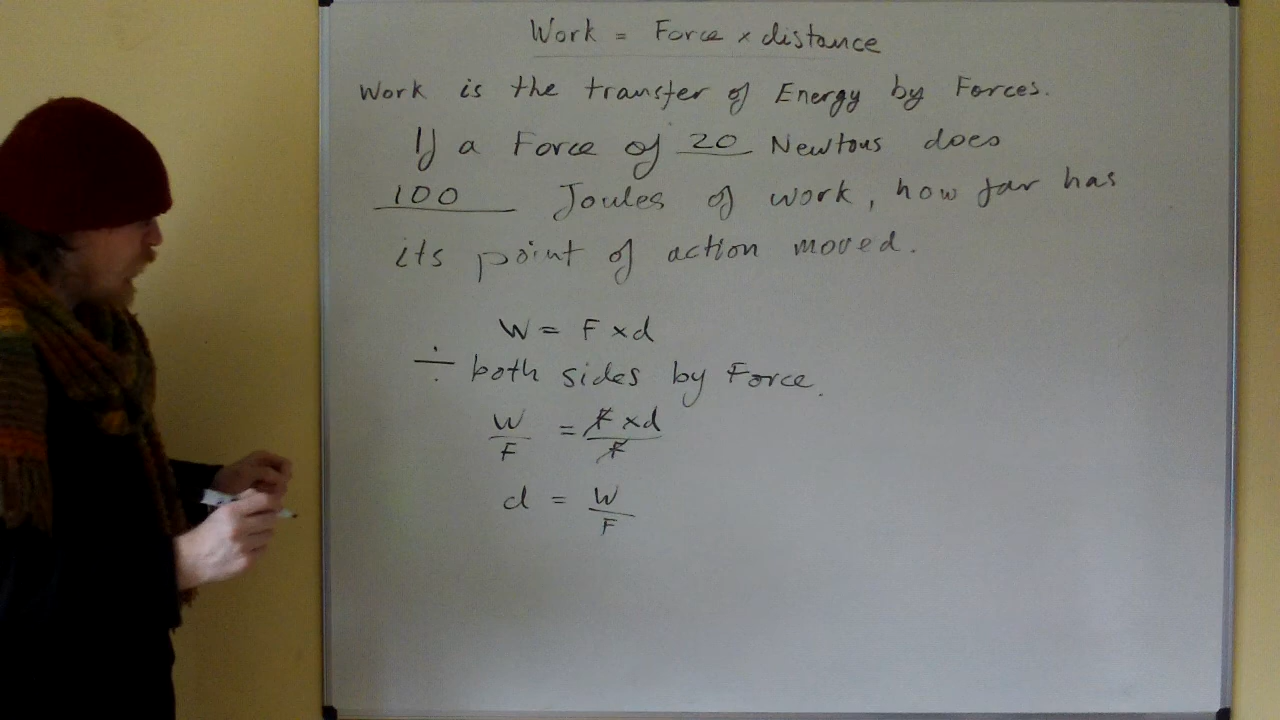 Work = Force × distance
Work is the transfer of Energy by Forces.
If a Force of 20 Newtons does
100 Joules of work, how far has
its point of action moved.
W = F × d
÷ both sides by Force.
W/F = F × d/F
d = W/F